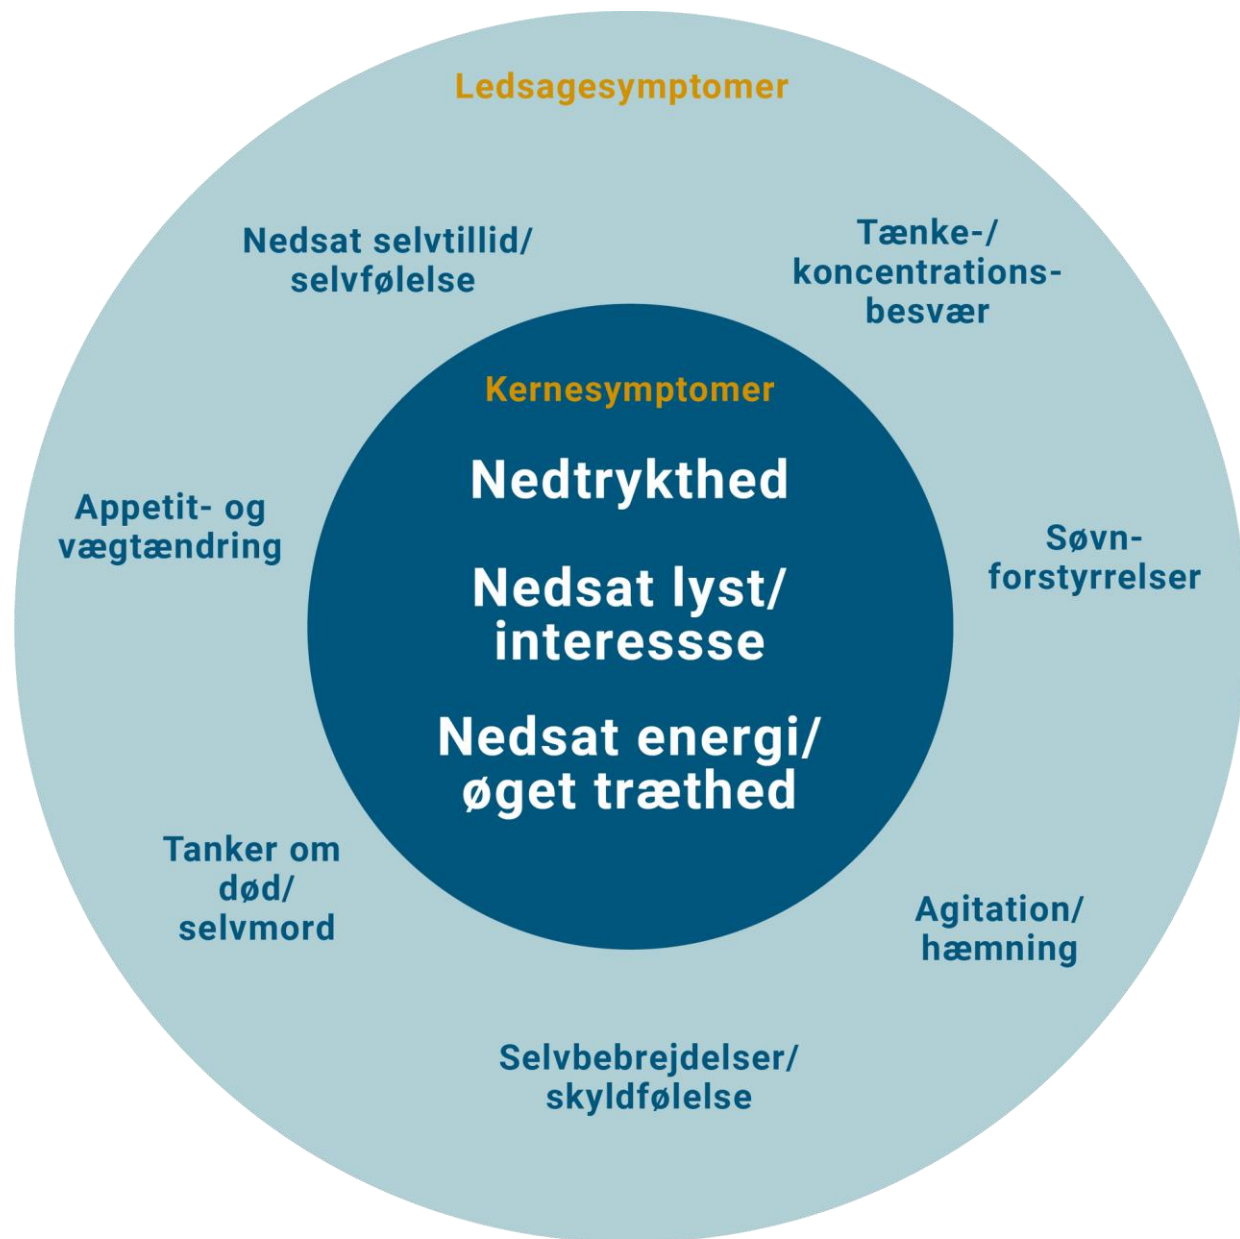 Ledsagesymptomer
Nedsat selvtillid/
selvfølelse
Tænke-/
koncentrations-
besvær
Kernesymptomer
Nedtrykthed
Nedsat lyst/
interessse
Nedsat energi/
øget træthed
Appetit- og
vægtændring
Søvn-
forstyrrelser
Tanker om
død/
selvmord
Agitation/
hæmning
Selvbebrejdelser/
skyldfølelse